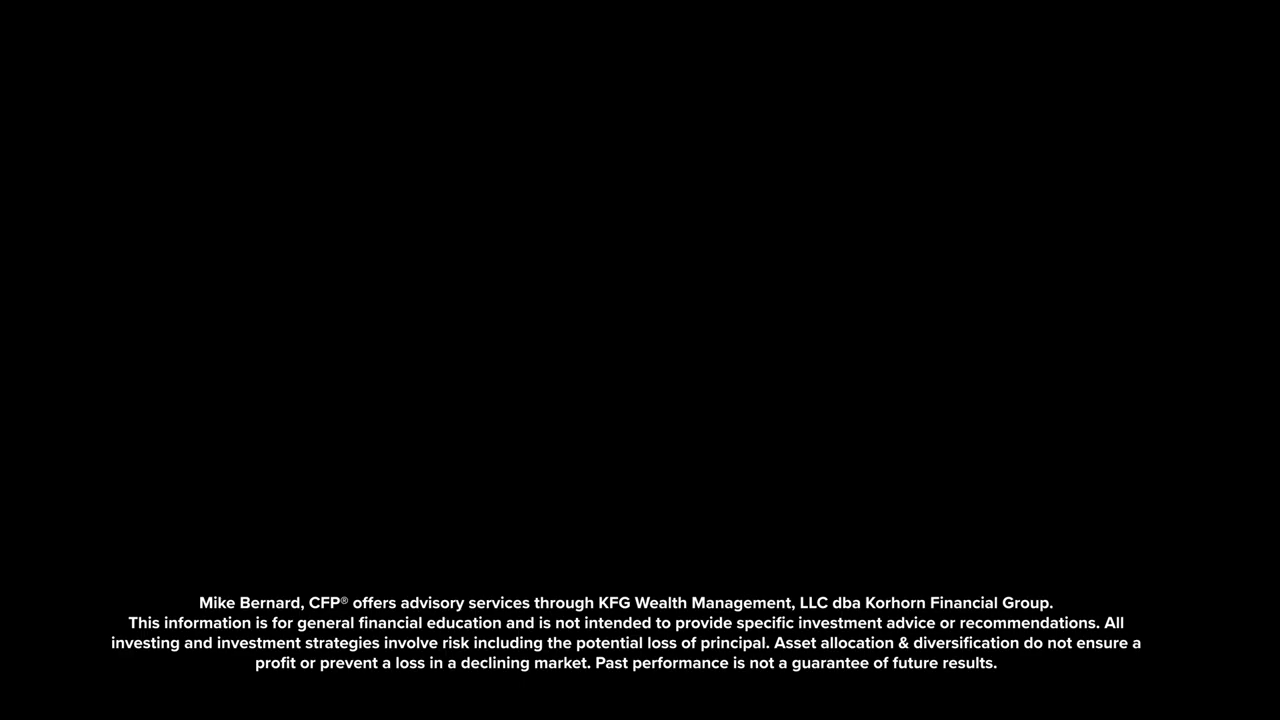 Mike Bernard, CFP® offers advisory services through KFG Wealth Management, LLC dba Korhorn Financial Group.
This information is for general financial education and is not intended to provide specific investment advice or recommendations. All
investing and investment strategies involve risk including the potential loss of principal. Asset allocation & diversification do not ensure a
profit or prevent a loss in a declining market. Past performance is not a guarantee of future results.